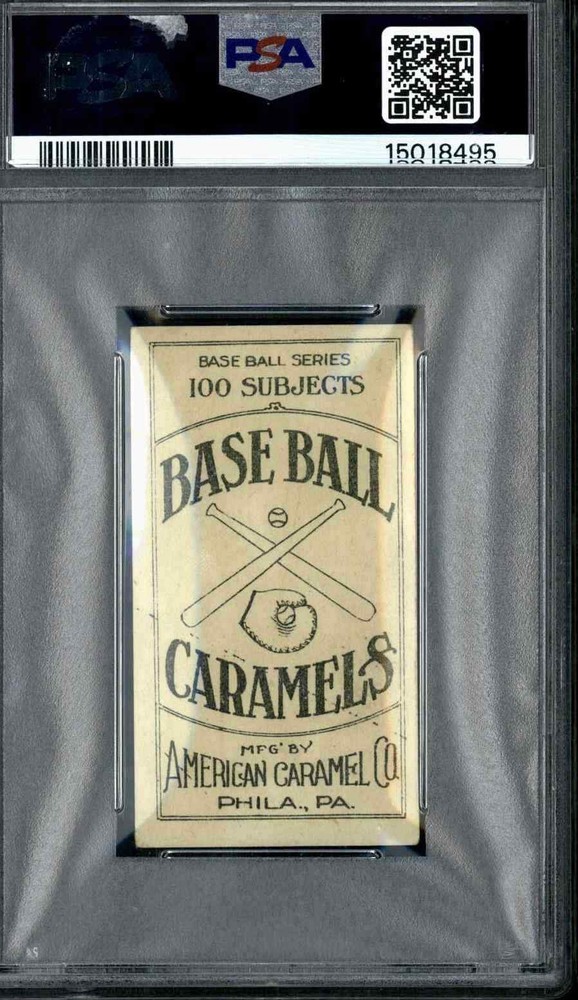 PSA
15018495
BASE BALL SERIES
100 SUBJECTS
BASE BALL
CARAMELS
MFG' BY
AMERICAN CARAMEL CO.
PHILA., PA.